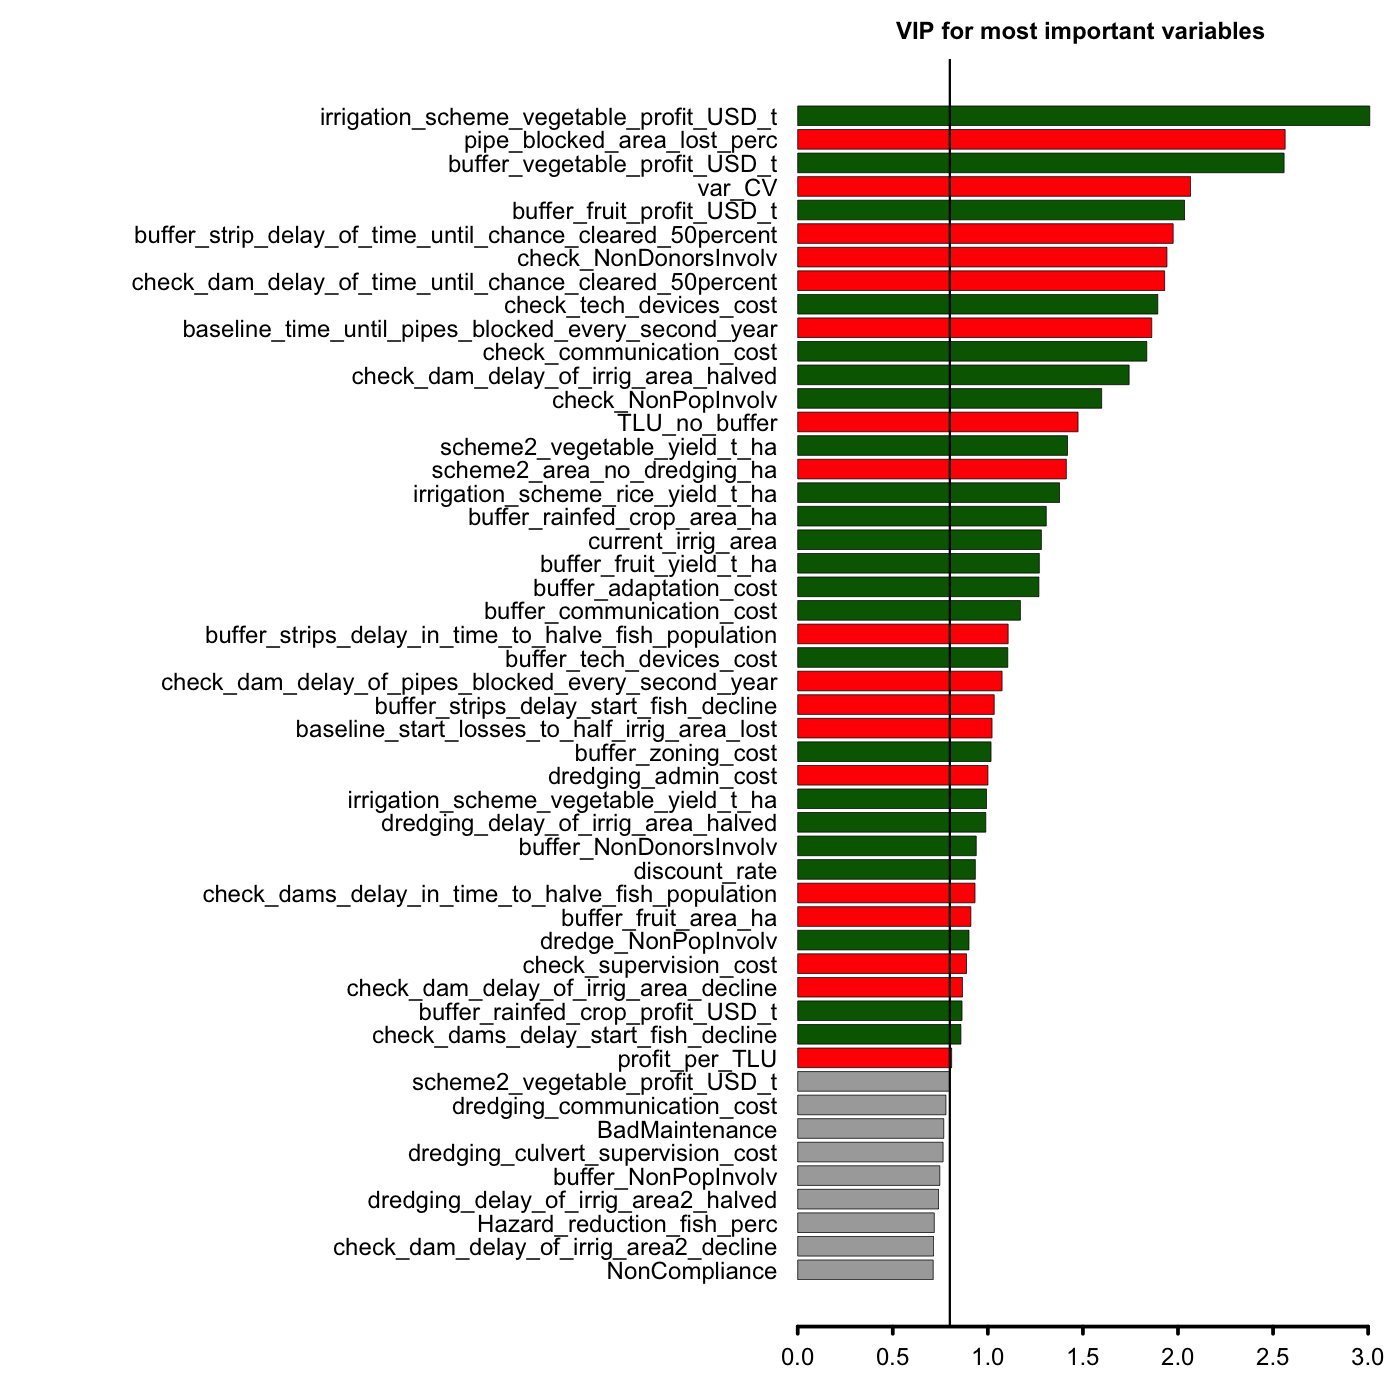 VIP for most important variables
irrigation_scheme_vegetable_profit_USD_t
pipe_blocked_area_lost_perc
buffer_vegetable_profit_USD_t
var_CV
buffer_fruit_profit_USD_t
buffer_strip_delay_of_time_until_chance_cleared_50percent
check_NonDonorsInvolv
check_dam_delay_of_time_until_chance_cleared_50percent
check_tech_devices_cost
baseline_time_until_pipes_blocked_every_second_year
check_communication_cost
check_dam_delay_of_irrig_area_halved
check_NonPopInvolv
TLU_no_buffer
scheme2_vegetable_yield_t_ha
scheme2_area_no_dredging_ha
irrigation_scheme_rice_yield_t_ha
buffer_rainfed_crop_area_ha
current_irrig_area
buffer_fruit_yield_t_ha
buffer_adaptation_cost
buffer_communication_cost
buffer_strips_delay_in_time_to_halve_fish_population
buffer_tech_devices_cost
check_dam_delay_of_pipes_blocked_every_second_year
buffer_strips_delay_start_fish_decline
baseline_start_losses_to_half_irrig_area_lost
buffer_zoning_cost
dredging_admin_cost
irrigation_scheme_vegetable_yield_t_ha
dredging_delay_of_irrig_area_halved
buffer_NonDonorsInvolv
discount_rate
check_dams_delay_in_time_to_halve_fish_population
buffer_fruit_area_ha
dredge_NonPopInvolv
check_supervision_cost
check_dam_delay_of_irrig_area_decline
buffer_rainfed_crop_profit_USD_t
check_dams_delay_start_fish_decline
profit_per_TLU
scheme2_vegetable_profit_USD_t
dredging_communication_cost
BadMaintenance
dredging_culvert_supervision_cost
buffer_NonPopInvolv
dredging_delay_of_irrig_area2_halved
Hazard_reduction_fish_perc
check_dam_delay_of_irrig_area2_decline
NonCompliance
0.0 0.5 1.0 1.5 2.0 2.5 3.0